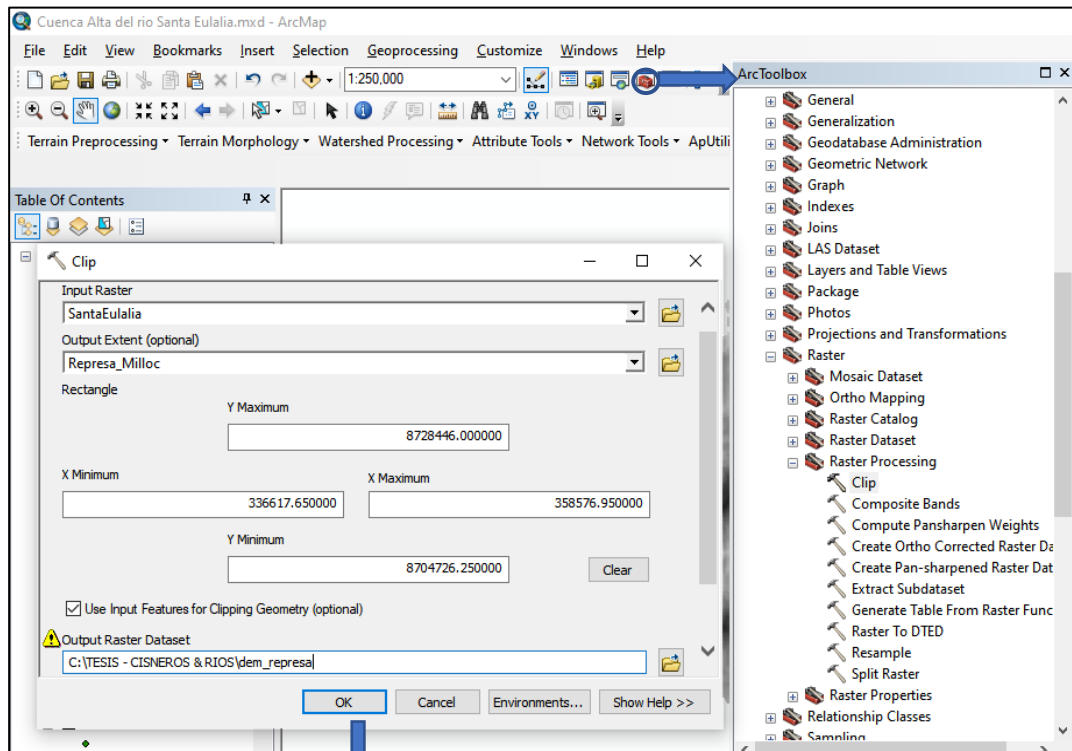 Cuenca Alta del rio Santa Eulalia.mxd - ArcMap
File Edit View Bookmarks Insert Selection Geoprocessing Customize Windows Help
1:250,000
Terrain Preprocessing Terrain Morphology Watershed Processing Attribute Tools Network Tools ApUtili
Table Of Contents
Clip
Input Raster
SantaEulalia
Output Extent (optional)
Represa_Milloc
Rectangle
Y Maximum
8728446.000000
X Minimum
X Maximum
336617.650000
358576.950000
Y Minimum
8704726.250000
Clear
Use Input Features for Clipping Geometry (optional)
Output Raster Dataset
C:\TESIS - CISNEROS & RIOS\dem_represa
OK Cancel Environments... Show Help >>
ArcToolbox
General
Generalization
Geodatabase Administration
Geometric Network
Graph
Indexes
Joins
LAS Dataset
Layers and Table Views
Package
Photos
Projections and Transformations
Raster
Mosaic Dataset
Ortho Mapping
Raster Catalog
Raster Dataset
Raster Processing
Clip
Composite Bands
Compute Pansharpen Weights
Create Ortho Corrected Raster Da
Create Pan-sharpened Raster Dat
Extract Subdataset
Generate Table From Raster Func
Raster To DTED
Resample
Split Raster
Raster Properties
Relationship Classes
Sampling